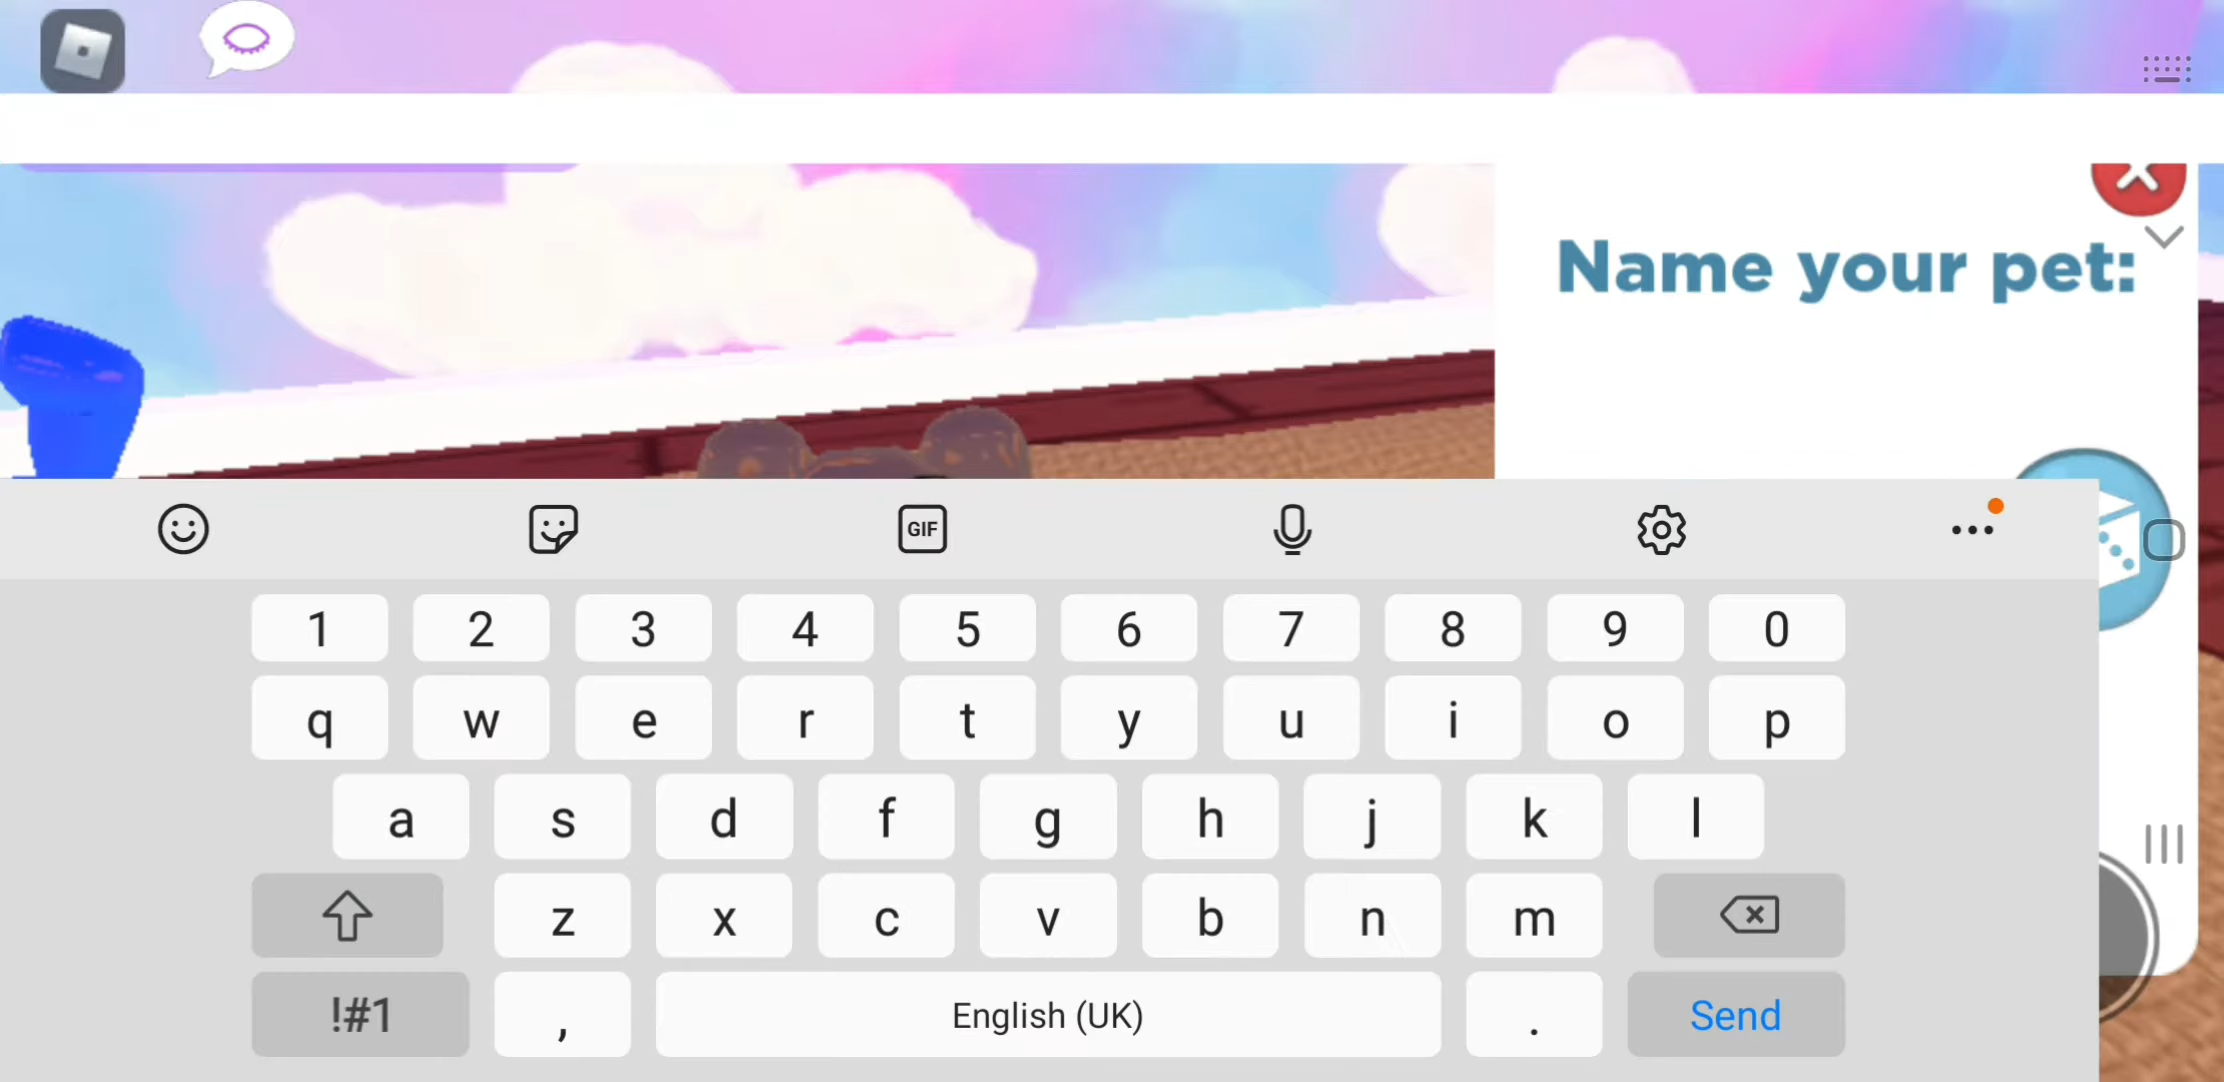 Name your pet:
GIF
1 2 3 4 5 6 7 8 9 0
q w e r t y u i o p
a s d f g h j k l
z x c v b n m
!#1 , English (UK) . Send